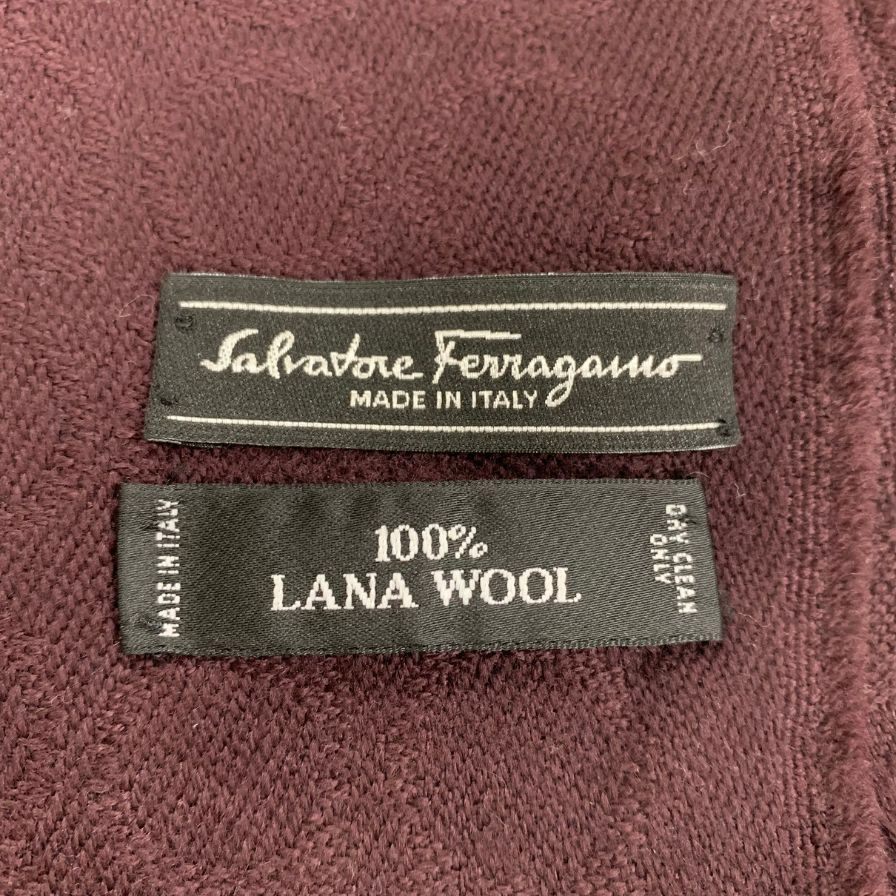 Salvatore Ferragamo
MADE IN ITALY
MADE IN ITALY
100%
LANA WOOL
DRY CLEAN
ONLY